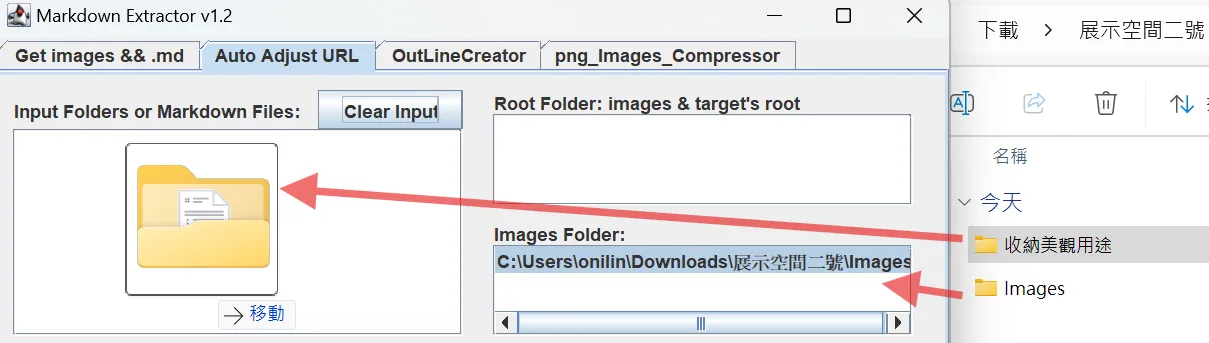 Markdown Extractor v1.2
Get images && .md
Auto Adjust URL
OutLineCreator
png_Images_Compressor
Input Folders or Markdown Files:
Clear Input
移動
Root Folder: images & target's root
Images Folder:
C:\Users\onilin\Downloads\展示空間二號\Images
下載 > 展示空間二號
名稱
今天
收納美觀用途
Images